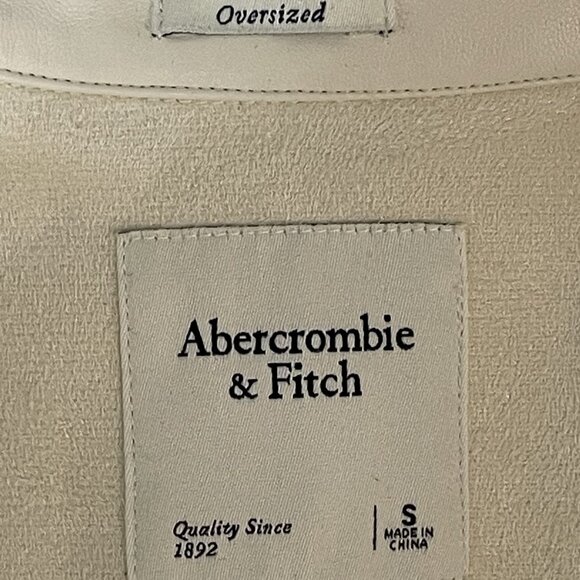 Oversized
Abercrombie
& Fitch
Quality Since
1892
S
MADE IN
CHINA